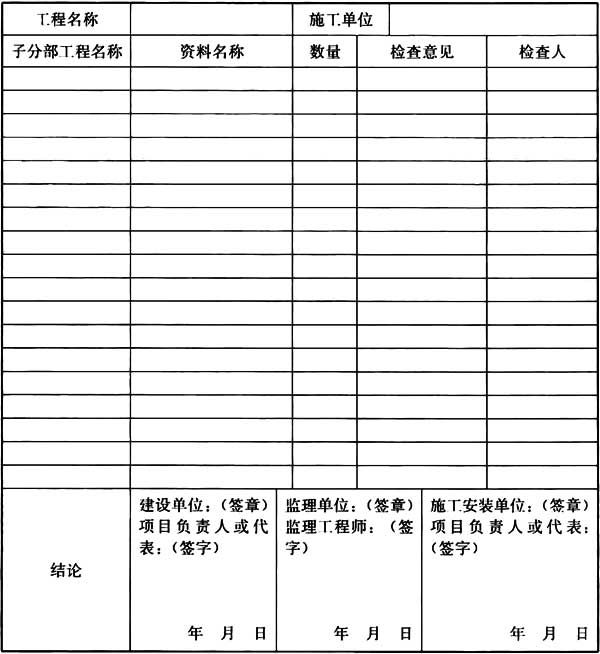 工程名称 施工单位
子分部工程名称 资料名称 数量 检查意见 检查人
结论
建设单位：（签章）
项目负责人或代
表：（签字）
年 月 日
监理单位：（签章）
监理工程师：（签
字）
年 月 日
施工安装单位：（签章）
项目负责人或代表：
（签字）
年 月 日